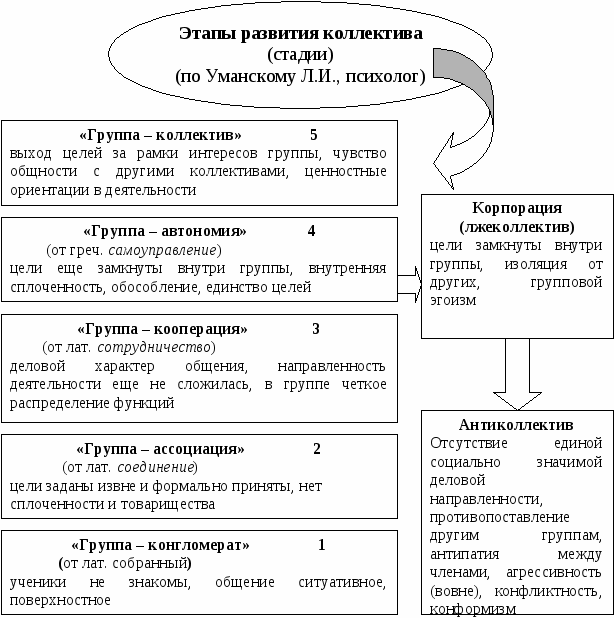 Этапы развития коллектива
(стадии)
(по Уманскому Л.И., психолог)
«Группа – коллектив» 5
выход целей за рамки интересов группы, чувство
общности с другими коллективами, ценностные
ориентации в деятельности
«Группа – автономия» 4
(от греч. самоуправление)
цели еще замкнуты внутри группы, внутренняя
сплоченность, обособление, единство целей
«Группа – кооперация» 3
(от лат. сотрудничество)
деловой характер общения, направленность
деятельности еще не сложилась, в группе четкое
распределение функций
«Группа – ассоциация» 2
(от лат. соединение)
цели заданы извне и формально приняты, нет
сплоченности и товарищества
«Группа – конгломерат» 1
(от лат. собранный)
ученики не знакомы, общение ситуативное,
поверхностное
Корпорация
(лжеколлектив)
цели замкнуты внутри
группы, изоляция от
других, групповой
эгоизм
Антиколлектив
Отсутствие единой
социально значимой
деловой
направленности,
противопоставление
другим группам,
антипатия между
членами, агрессивность
(вовне), конфликтность,
конформизм